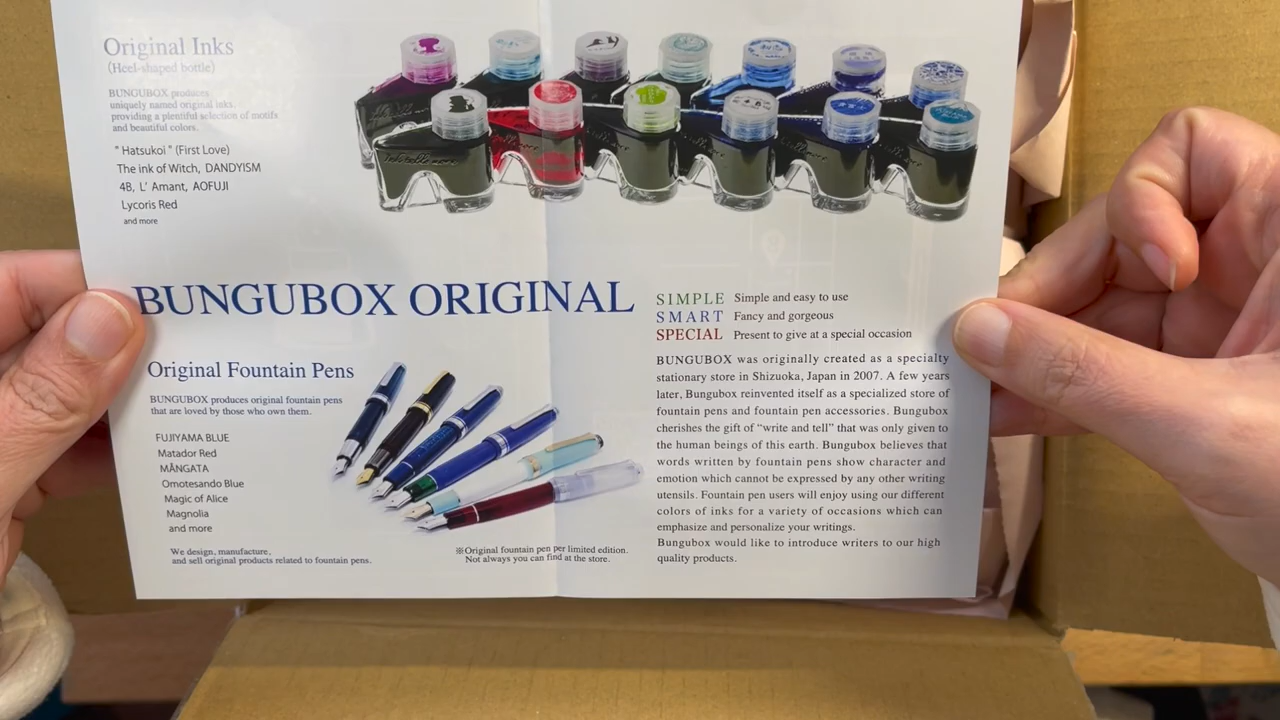 Original Inks
(Heel-shaped bottle)
BUNGUBOX produces
uniquely named original inks,
providing a plentiful selection of motifs
and beautiful colors.
" Hatsukoi " (First Love)
The ink of Witch, DANDYISM
4B, L' Amant, AOFUJI
Lycoris Red
and more
BUNGUBOX ORIGINAL
Original Fountain Pens
BUNGUBOX produces original fountain pens
that are loved by those who own them.
FUJIYAMA BLUE
Matador Red
MÅNGATA
Omotesando Blue
Magic of Alice
Magnolia
and more
We design, manufacture,
and sell original products related to fountain pens.
※Original fountain pen per limited edition.
Not always you can find at the store.
SIMPLE Simple and easy to use
SMART Fancy and gorgeous
SPECIAL Present to give at a special occasion
BUNGUBOX was originally created as a specialty
stationary store in Shizuoka, Japan in 2007. A few years
later, Bungubox reinvented itself as a specialized store of
fountain pens and fountain pen accessories. Bungubox
cherishes the gift of “write and tell” that was only given to
the human beings of this earth. Bungubox believes that
words written by fountain pens show character and
emotion which cannot be expressed by any other writing
utensils. Fountain pen users will enjoy using our different
colors of inks for a variety of occasions which can
emphasize and personalize your writings.
Bungubox would like to introduce writers to our high
quality products.